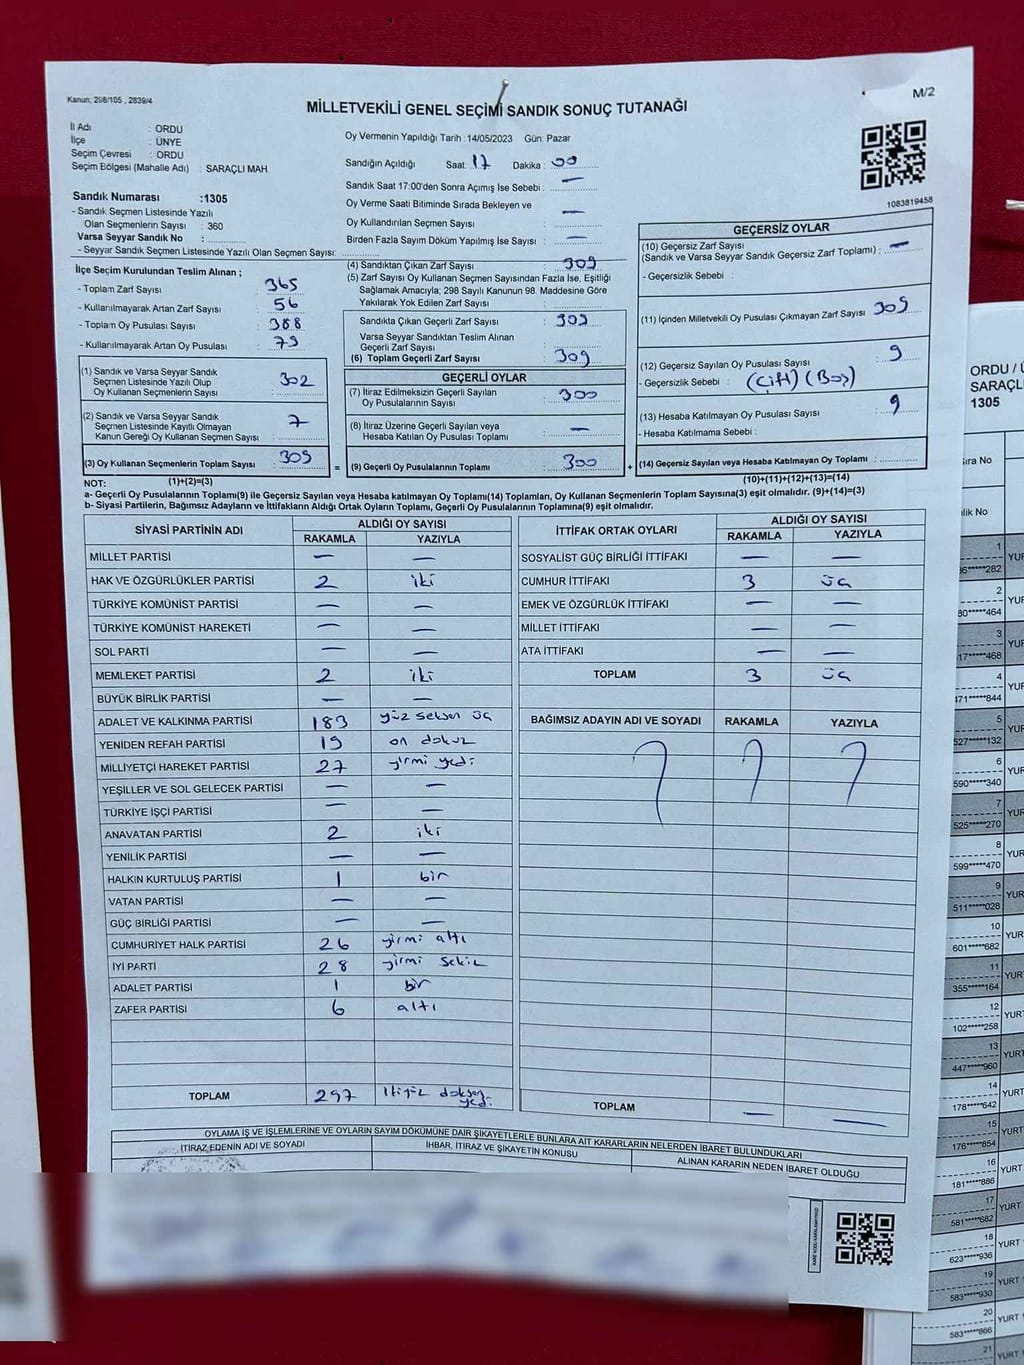 Kanun; 298/105 , 2839/4
M/2
MİLLETVEKİLİ GENEL SEÇİMİ SANDIK SONUÇ TUTANAĞI
İl Adı : ORDU
İlçe : ÜNYE
Seçim Çevresi : ORDU
Seçim Bölgesi (Mahalle Adı) : SARAÇLI MAH.
Oy Vermenin Yapıldığı Tarih :14/05/2023 Gün: Pazar
Sandığın Açıldığı Saat: 17 Dakika : 00
Sandık Saat 17:00'den Sonra Açımış İse Sebebi : —
Oy Verme Saati Bitiminde Sırada Bekleyen ve
Oy Kullandırılan Seçmen Sayısı : —
Birden Fazla Sayım Döküm Yapılmış İse Sayısı : —
1083819458
Sandık Numarası :1305
- Sandık Seçmen Listesinde Yazılı
Olan Seçmenlerin Sayısı : 360
Varsa Seyyar Sandık No :
- Seyyar Sandık Seçmen Listesinde Yazılı Olan Seçmen Sayısı:
İlçe Seçim Kurulundan Teslim Alınan ;
- Toplam Zarf Sayısı : 365
- Kullanılmayarak Artan Zarf Sayısı : 56
- Toplam Oy Pusulası Sayısı : 388
- Kullanılmayarak Artan Oy Pusulası : 79
(1) Sandık ve Varsa Seyyar Sandık
Seçmen Listesinde Yazılı Olup
Oy Kullanan Seçmenlerin Sayısı : 302
(2) Sandık ve Varsa Seyyar Sandık
Seçmen Listesinde Kayıtlı Olmayan
Kanun Gereği Oy Kullanan Seçmen Sayısı : 7
(3) Oy Kullanan Seçmenlerin Toplam Sayısı : 309
(4) Sandıktan Çıkan Zarf Sayısı : 309
(5) Zarf Sayısı Oy Kullanan Seçmen Sayısından Fazla İse, Eşitliği
Sağlamak Amacıyla, 298 Sayılı Kanunun 98. Maddesine Göre
Yakılarak Yok Edilen Zarf Sayısı :
Sandıkta Çıkan Geçerli Zarf Sayısı : 309
Varsa Seyyar Sandıktan Teslim Alınan
Geçerli Zarf Sayısı :
(6) Toplam Geçerli Zarf Sayısı : 309
GEÇERLİ OYLAR
(7) İtiraz Edilmeksizin Geçerli Sayılan
Oy Pusulalarının Sayısı : 300
(8) İtiraz Üzerine Geçerli Sayılan veya
Hesaba Katılan Oy Pusulası Toplamı : —
= (9) Geçerli Oy Pusulalarının Toplamı : 300
GEÇERSİZ OYLAR
(10) Geçersiz Zarf Sayısı
(Sandık ve Varsa Seyyar Sandık Geçersiz Zarf Toplamı) : —
- Geçersizlik Sebebi :
(11) İçinden Milletvekili Oy Pusulası Çıkmayan Zarf Sayısı : 309
(12) Geçersiz Sayılan Oy Pusulası Sayısı : 9
- Geçersizlik Sebebi : (Çift) (Boş)
(13) Hesaba Katılmayan Oy Pusulası Sayısı : 9
- Hesaba Katılmama Sebebi :
+ (14) Geçersiz Sayılan veya Hesaba Katılmayan Oy Toplamı :
NOT: (1)+(2)=(3) (10)+(11)+(12)+(13)=(14)
a- Geçerli Oy Pusulalarının Toplamı(9) ile Geçersiz Sayılan veya Hesaba katılmayan Oy Toplamı(14) Toplamları, Oy Kullanan Seçmenlerin Toplam Sayısına(3) eşit olmalıdır. (9)+(14)=(3)
b- Siyasi Partilerin, Bağımsız Adayların ve İttifakların Aldığı Ortak Oyların Toplamı, Geçerli Oy Pusulalarının Toplamına(9) eşit olmalıdır.
SİYASİ PARTİNİN ADI ALDIĞI OY SAYISI
RAKAMLA YAZIYLA
MİLLET PARTİSİ — —
HAK VE ÖZGÜRLÜKLER PARTİSİ 2 iki
TÜRKİYE KOMÜNİST PARTİSİ — —
TÜRKİYE KOMÜNİST HAREKETİ — —
SOL PARTİ — —
MEMLEKET PARTİSİ 2 iki
BÜYÜK BİRLİK PARTİSİ — —
ADALET VE KALKINMA PARTİSİ 183 yüz seksen üç
YENİDEN REFAH PARTİSİ 19 on dokuz
MİLLİYETÇİ HAREKET PARTİSİ 27 yirmi yedi
YEŞİLLER VE SOL GELECEK PARTİSİ — —
TÜRKİYE İŞÇİ PARTİSİ — —
ANAVATAN PARTİSİ 2 iki
YENİLİK PARTİSİ — —
HALKIN KURTULUŞ PARTİSİ 1 bir
VATAN PARTİSİ — —
GÜÇ BİRLİĞİ PARTİSİ — —
CUMHURİYET HALK PARTİSİ 26 yirmi altı
İYİ PARTİ 28 yirmi sekiz
ADALET PARTİSİ 1 bir
ZAFER PARTİSİ 6 altı
TOPLAM 297 ikiyüz doksan yedi
İTTİFAK ORTAK OYLARI ALDIĞI OY SAYISI
RAKAMLA YAZIYLA
SOSYALİST GÜÇ BİRLİĞİ İTTİFAKI — —
CUMHUR İTTİFAKI 3 üç
EMEK VE ÖZGÜRLÜK İTTİFAKI — —
MİLLET İTTİFAKI — —
ATA İTTİFAKI — —
TOPLAM 3 üç
BAĞIMSIZ ADAYIN ADI VE SOYADI RAKAMLA YAZIYLA
TOPLAM — —
OYLAMA İŞ VE İŞLEMLERİNE VE OYLARIN SAYIM DÖKÜMÜNE DAİR ŞİKAYETLERLE BUNLARA AİT KARARLARIN NELERDEN İBARET BULUNDUKLARI
İTİRAZ EDENİN ADI VE SOYADI
İHBAR, İTİRAZ VE ŞİKAYETİN KONUSU
ALINAN KARARIN NEDEN İBARET OLDUĞU
ORDU /
SARAÇL
1305
ıra No
lik No
1
6*****282 YUR
2
80*****464 YUR
3
17*****468 YUR
4
471*****844 YUR
5
527*****132 YUR
6
590*****340 YUR
7
525*****270 YUR
8
599*****470 YUR
9
511*****028 YUR
10
601*****682 YUR
11
355*****164 YUR
12
102*****258 YUR
13
447*****960 YURT
14
178*****642 YURT
15
176*****854 YURT
16
181*****886 YURT
17
581*****682 YURT
18
623*****936 YURT
19
583*****930 YURT
20
583*****866 YURT
21
YURT